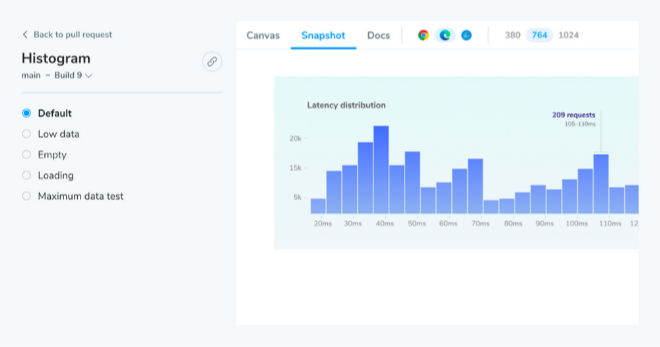 Back to pull request
Histogram
main ~ Build 9
Default
Low data
Empty
Loading
Maximum data test
Canvas Snapshot Docs 380 764 1024
Latency distribution
209 requests
105-110ms
20k
15k
5k
20ms 30ms 40ms 50ms 60ms 70ms 80ms 90ms 100ms 110ms 12